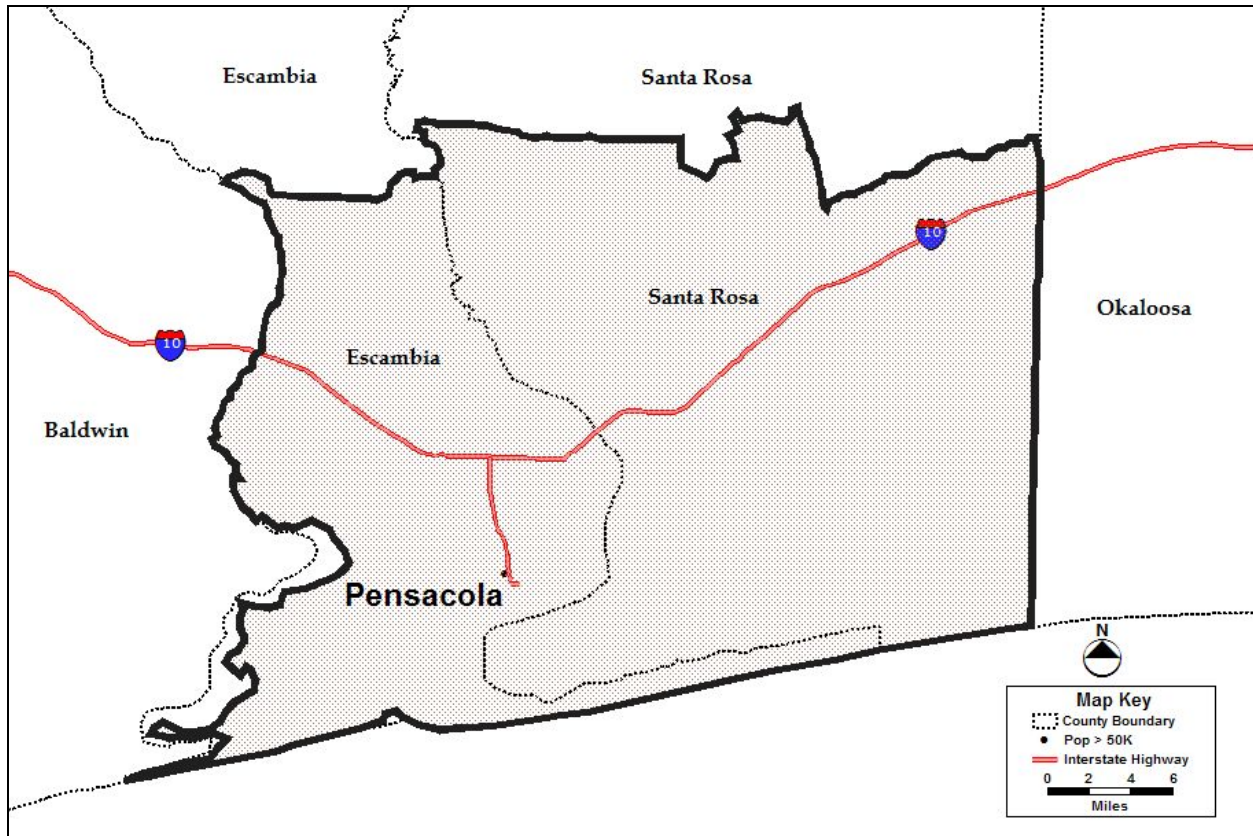 Escambia
Santa Rosa
10
Santa Rosa
Okaloosa
10
Escambia
Baldwin
Pensacola
N
Map Key
County Boundary
Pop > 50K
Interstate Highway
0 2 4 6
Miles